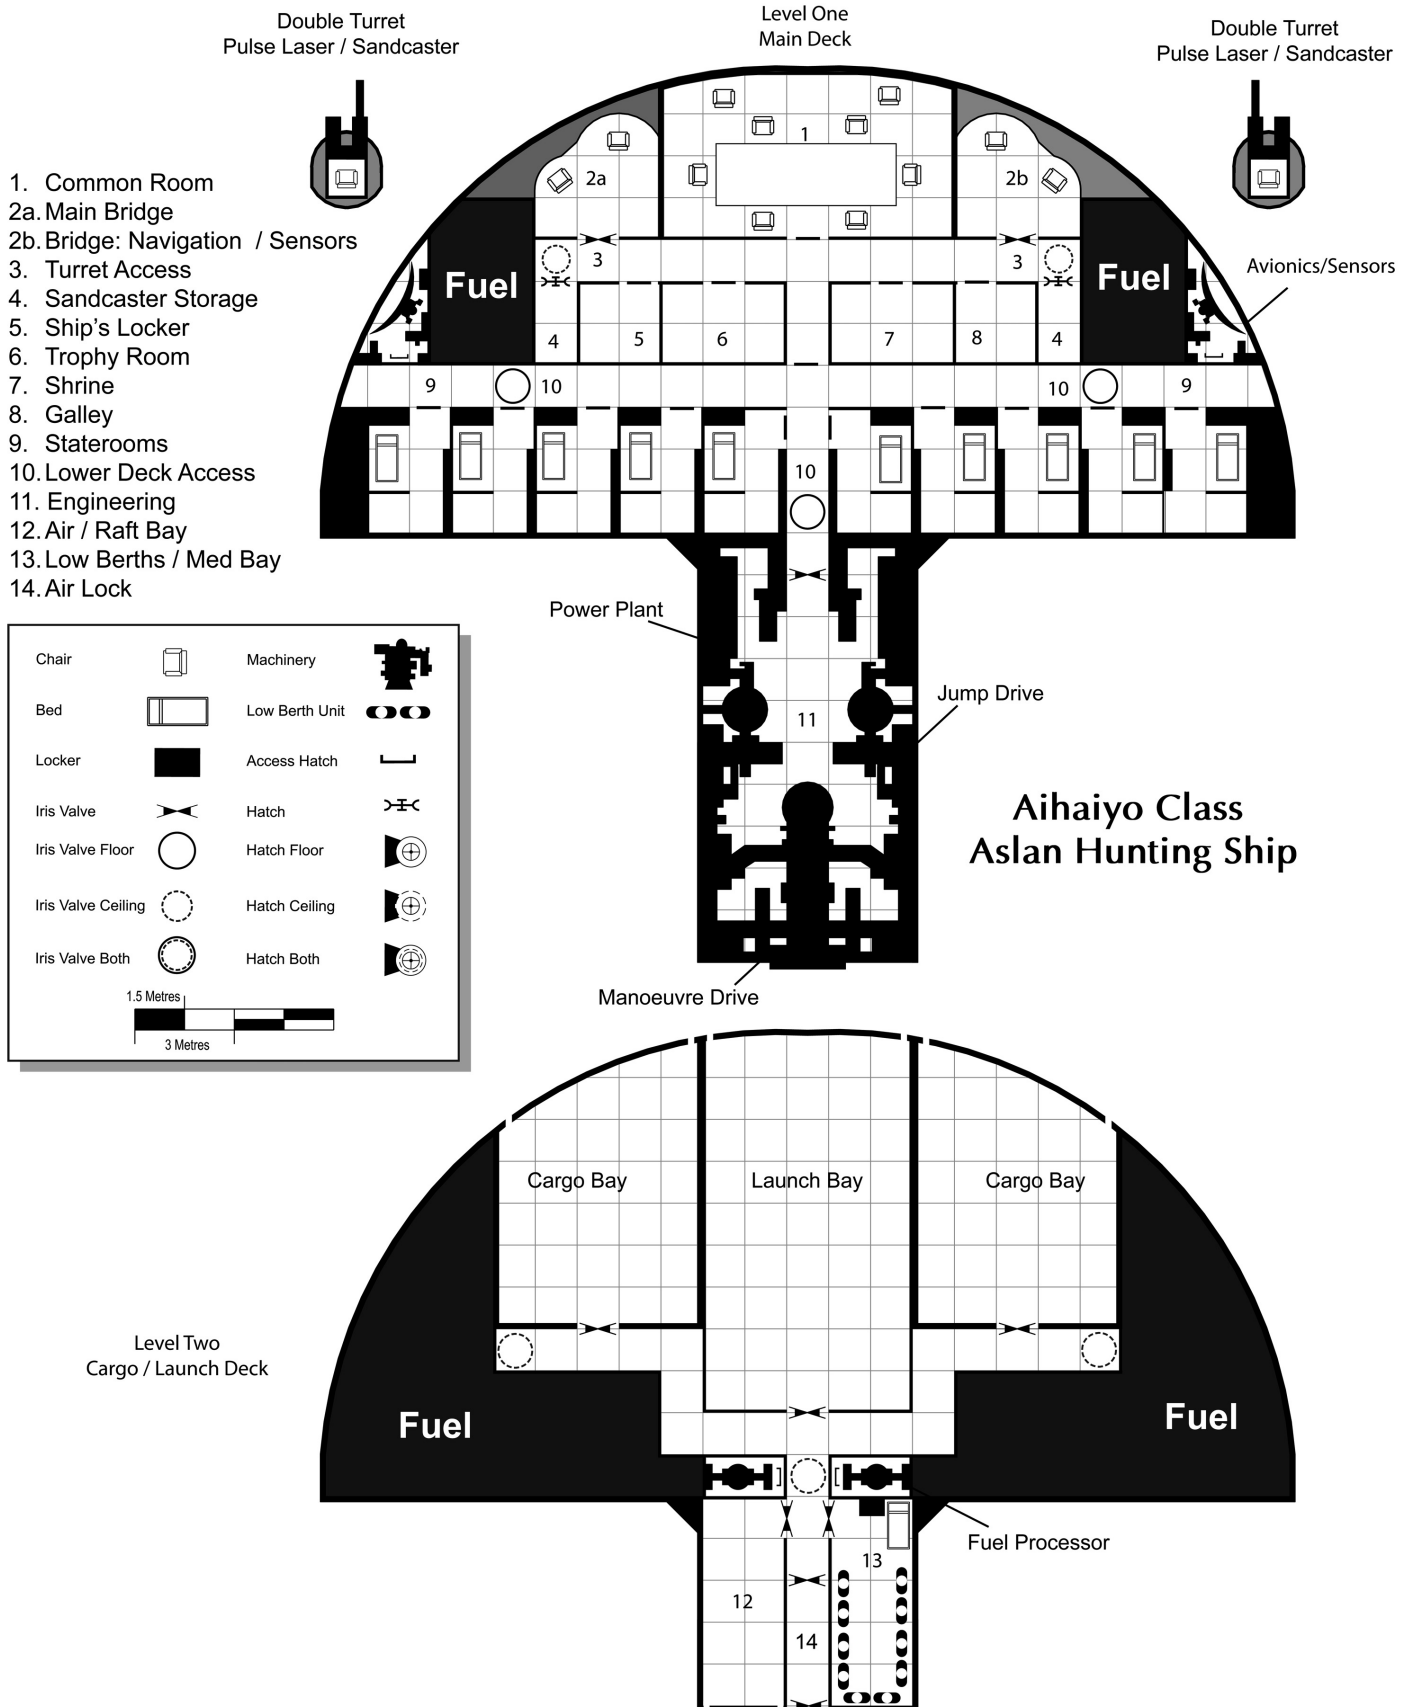 Double Turret
Pulse Laser / Sandcaster
Level One
Main Deck
Double Turret
Pulse Laser / Sandcaster
1. Common Room
2a. Main Bridge
2b. Bridge: Navigation / Sensors
3. Turret Access
4. Sandcaster Storage
5. Ship's Locker
6. Trophy Room
7. Shrine
8. Galley
9. Staterooms
10. Lower Deck Access
11. Engineering
12. Air / Raft Bay
13. Low Berths / Med Bay
14. Air Lock
1
2a
2b
3
3
Fuel
Fuel
Avionics/Sensors
4
5
6
7
8
4
9
10
10
9
10
Power Plant
Jump Drive
11
Manoeuvre Drive
Aihaiyo Class
Aslan Hunting Ship
Chair
Machinery
Bed
Low Berth Unit
Locker
Access Hatch
Iris Valve
Hatch
Iris Valve Floor
Hatch Floor
Iris Valve Ceiling
Hatch Ceiling
Iris Valve Both
Hatch Both
1.5 Metres
3 Metres
Cargo Bay
Launch Bay
Cargo Bay
Level Two
Cargo / Launch Deck
Fuel
Fuel
Fuel Processor
13
12
14